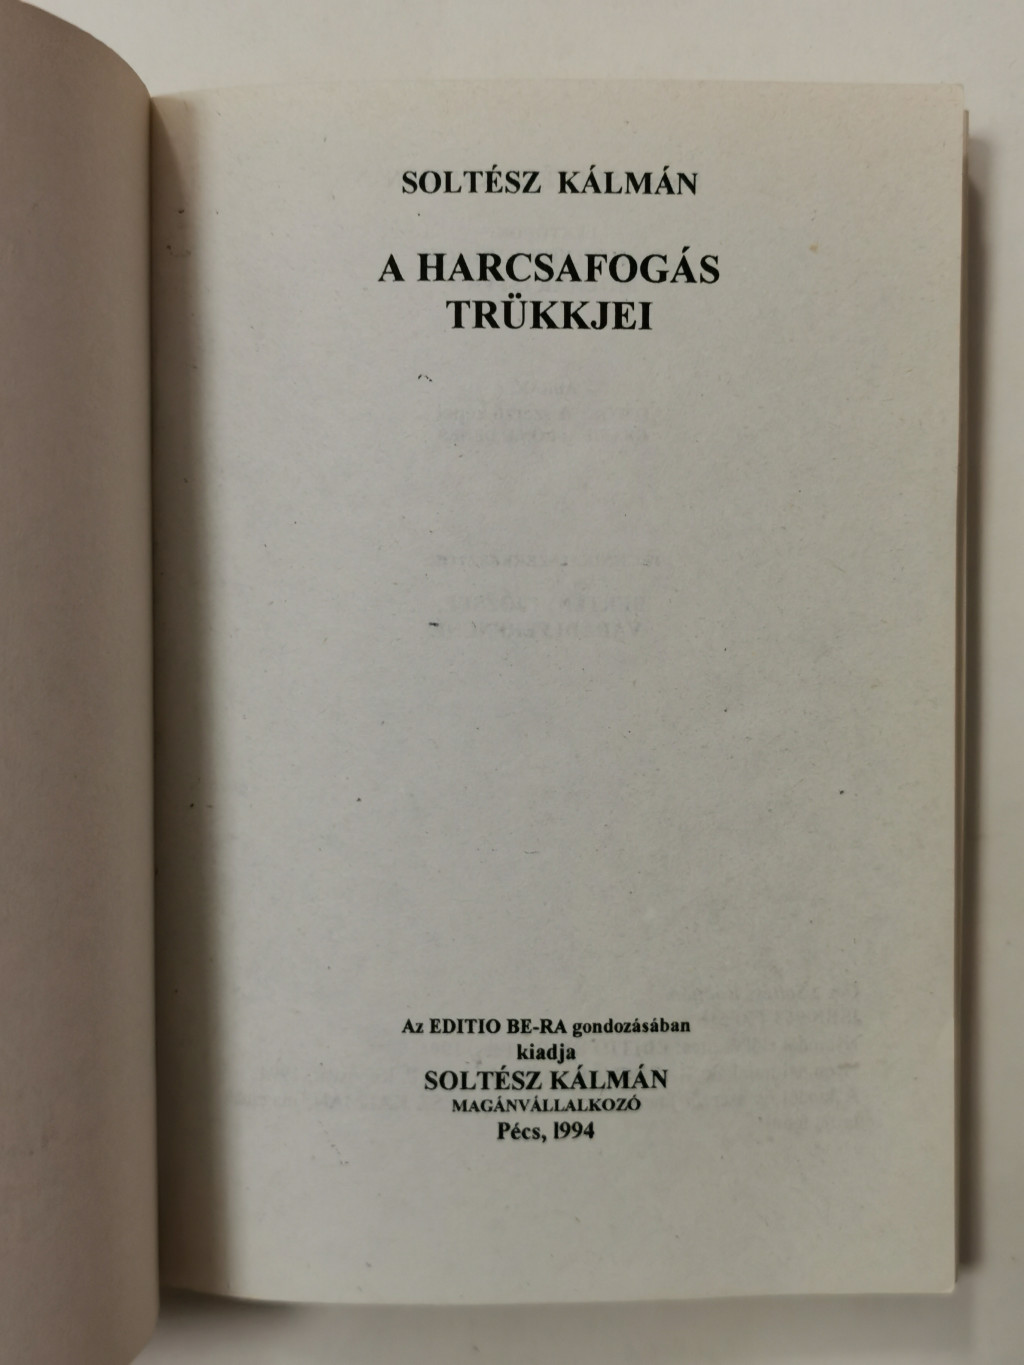 SOLTÉSZ KÁLMÁN
A HARCSAFOGÁS
TRÜKKJEI
Az EDITIO BE-RA gondozásában
kiadja
SOLTÉSZ KÁLMÁN
MAGÁNVÁLLALKOZÓ
Pécs, 1994